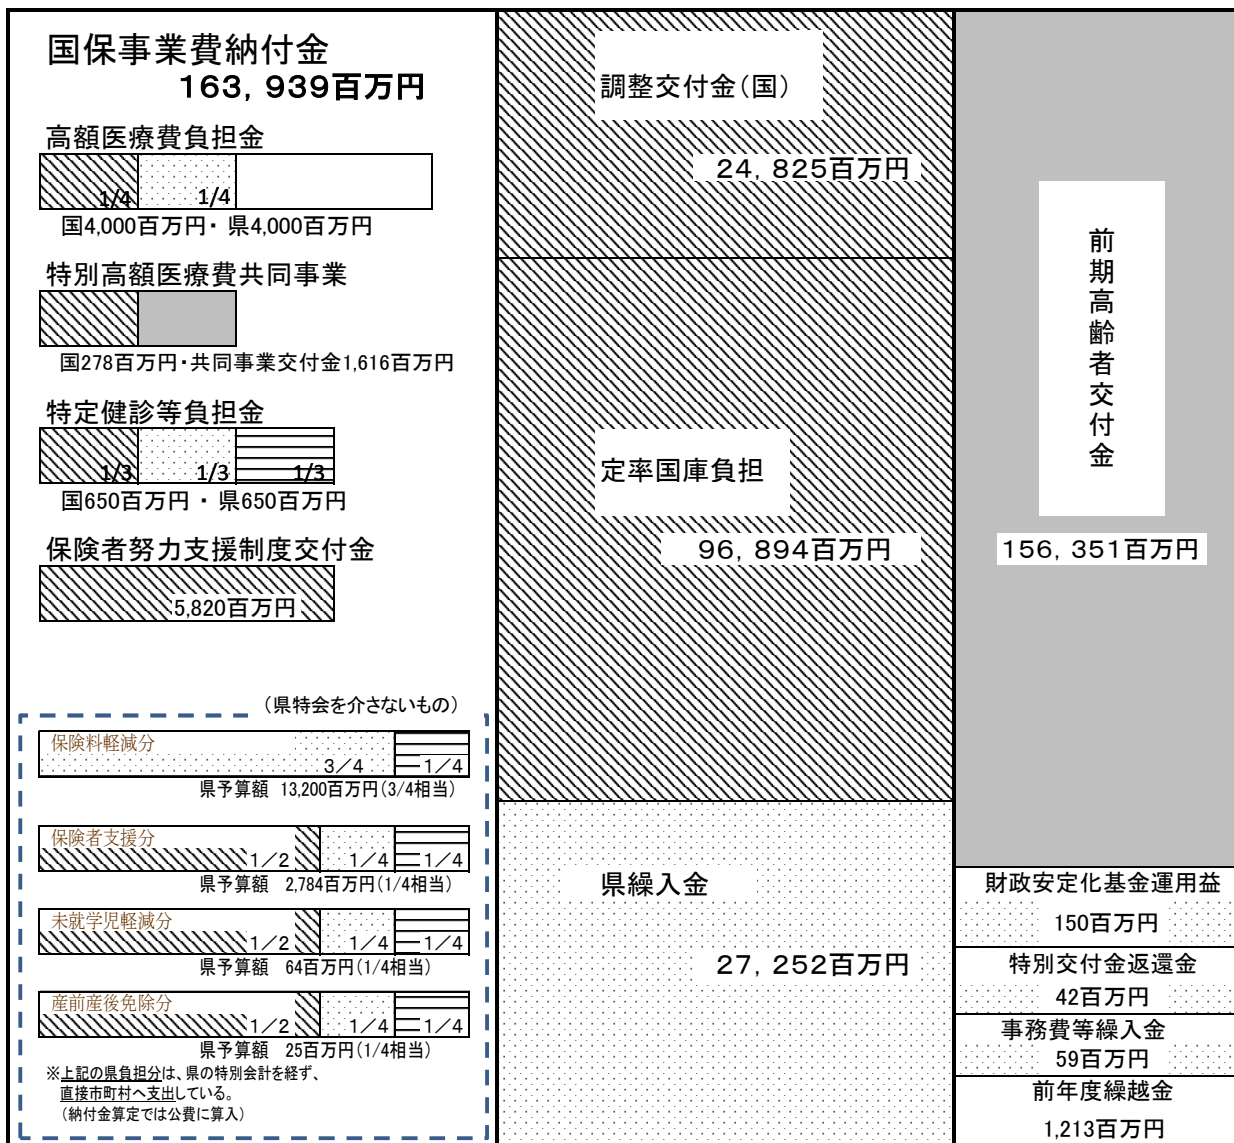 国保事業費納付金
163,939百万円
高額医療費負担金
1/4 1/4
国4,000百万円・県4,000百万円
特別高額医療費共同事業
国278百万円・共同事業交付金1,616百万円
特定健診等負担金
1/3 1/3 1/3
国650百万円・県650百万円
保険者努力支援制度交付金
5,820百万円
（県特会を介さないもの）
保険料軽減分
3／4 1／4
県予算額 13,200百万円（3/4相当）
保険者支援分
1／2 1／4 1／4
県予算額 2,784百万円（1/4相当）
未就学児軽減分
1／2 1／4 1／4
県予算額 64百万円（1/4相当）
産前産後免除分
1／2 1／4 1／4
県予算額 25百万円（1/4相当）
※上記の県負担分は、県の特別会計を経ず、
直接市町村へ支出している。
（納付金算定では公費に算入）
調整交付金（国）
24,825百万円
定率国庫負担
96,894百万円
県繰入金
27,252百万円
前期高齢者交付金
156,351百万円
財政安定化基金運用益
150百万円
特別交付金返還金
42百万円
事務費等繰入金
59百万円
前年度繰越金
1,213百万円